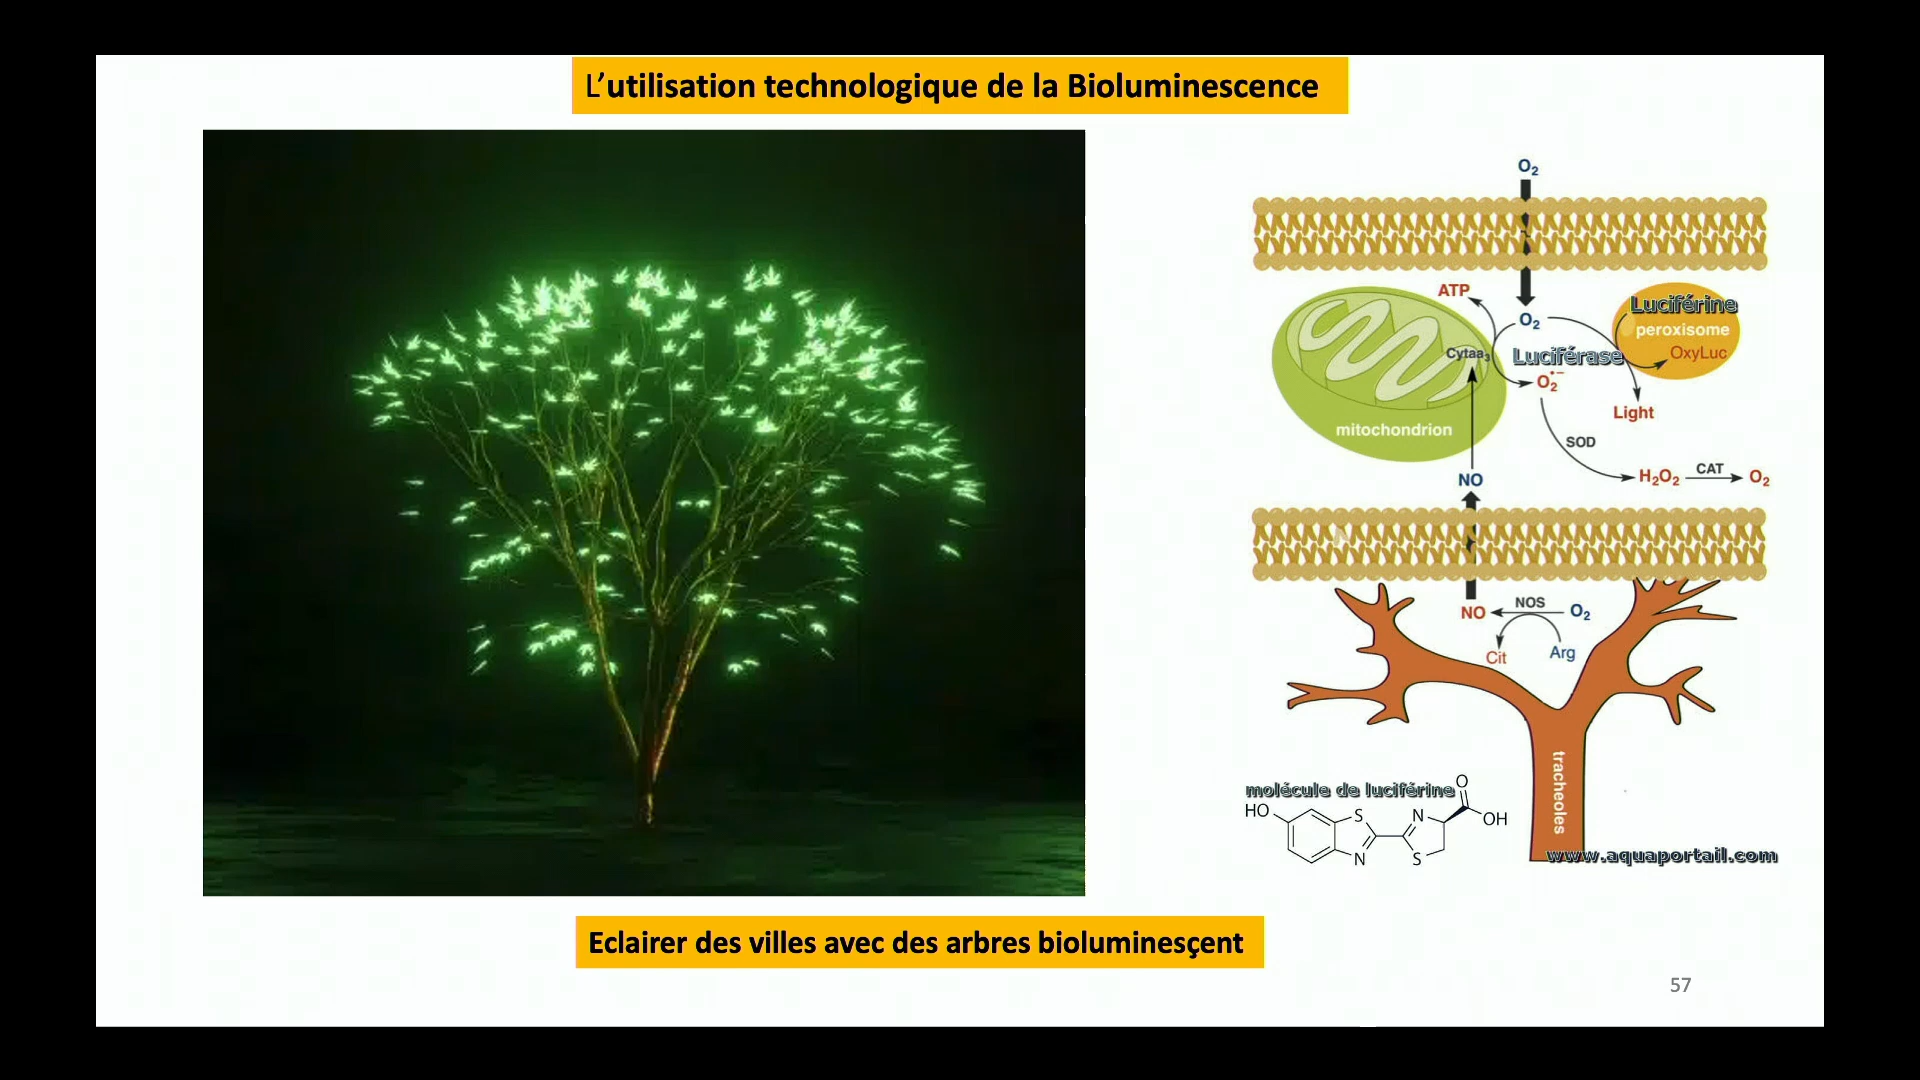 L’utilisation technologique de la Bioluminescence
O₂
ATP
O₂
Luciférine
peroxisome
OxyLuc
Cytaa₃
Luciférase
O₂•−
Light
mitochondrion
SOD
NO
H₂O₂
CAT
O₂
NO
NOS
O₂
Cit
Arg
tracheoles
molécule de luciférine
HO
S
N
N
S
O
OH
www.aquaportail.com
Eclairer des villes avec des arbres bioluminesçent
57